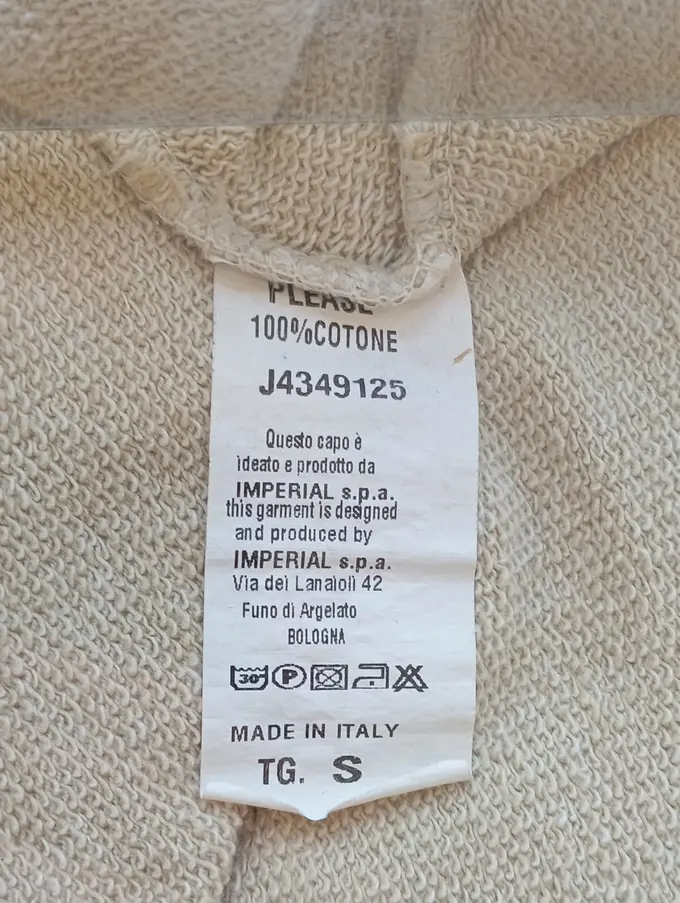 PLEASE
100%COTONE
J4349125
Questo capo è
ideato e prodotto da
IMPERIAL s.p.a.
this garment is designed
and produced by
IMPERIAL s.p.a.
Via dei Lanaioli 42
Funo di Argelato
BOLOGNA
30° P
MADE IN ITALY
TG. S